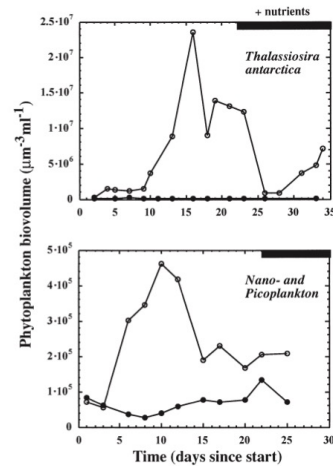 + nutrients
2.5·10⁷
2·10⁷
1.5·10⁷
1·10⁷
5·10⁶
0
0 5 10 15 20 25 30 35
Thalassiosira
antarctica
Phytoplankton biovolume (μm⁻³ ml⁻¹)
5·10⁵
4·10⁵
3·10⁵
2·10⁵
1·10⁵
0
0 5 10 15 20 25 30
Nano- and
Picoplankton
Time (days since start)